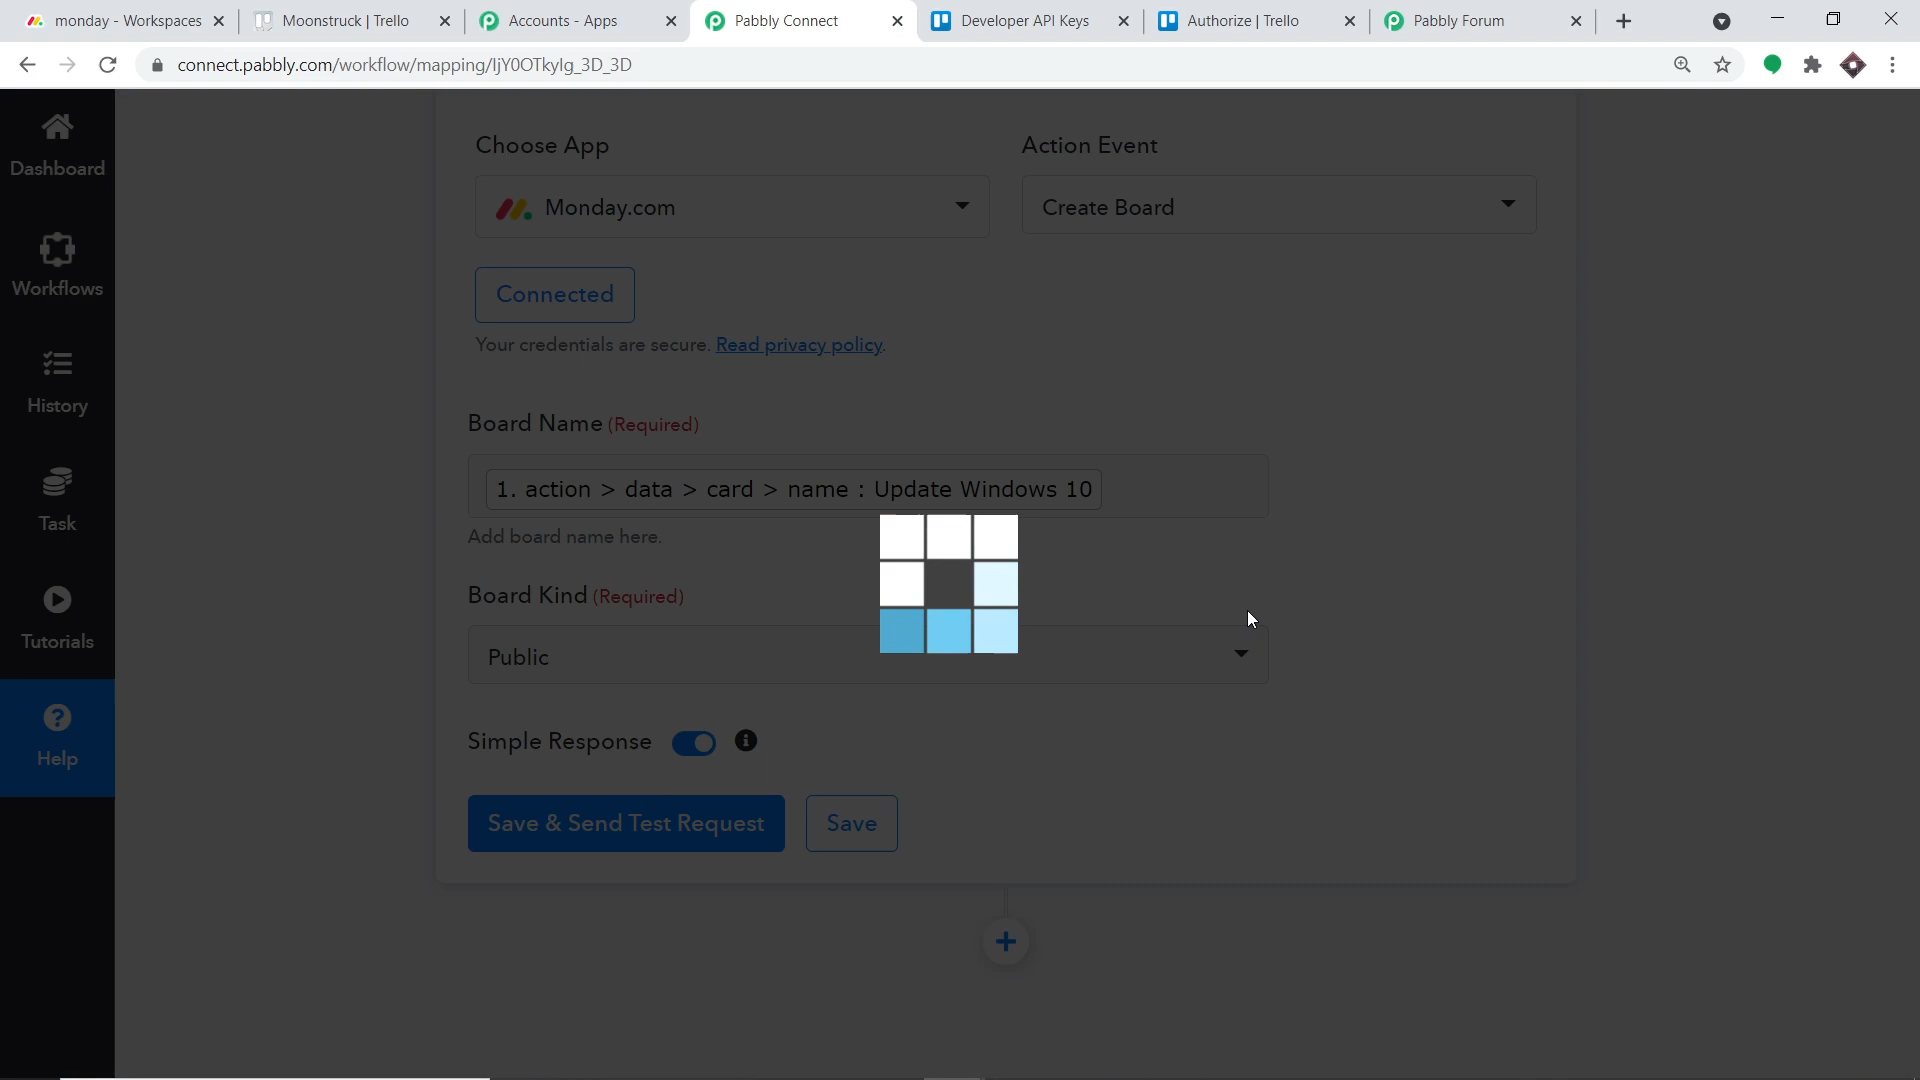 monday - Workspaces
Moonstruck | Trello
Accounts - Apps
Pabbly Connect
Developer API Keys
Authorize | Trello
Pabbly Forum
connect.pabbly.com/workflow/mapping/IjY0OTkyIg_3D_3D
Dashboard
Workflows
History
Task
Tutorials
Help
Choose App
Action Event
Monday.com
Create Board
Connected
Your credentials are secure. Read privacy policy.
Board Name (Required)
1. action > data > card > name : Update Windows 10
Add board name here.
Board Kind (Required)
Public
Simple Response
Save & Send Test Request
Save